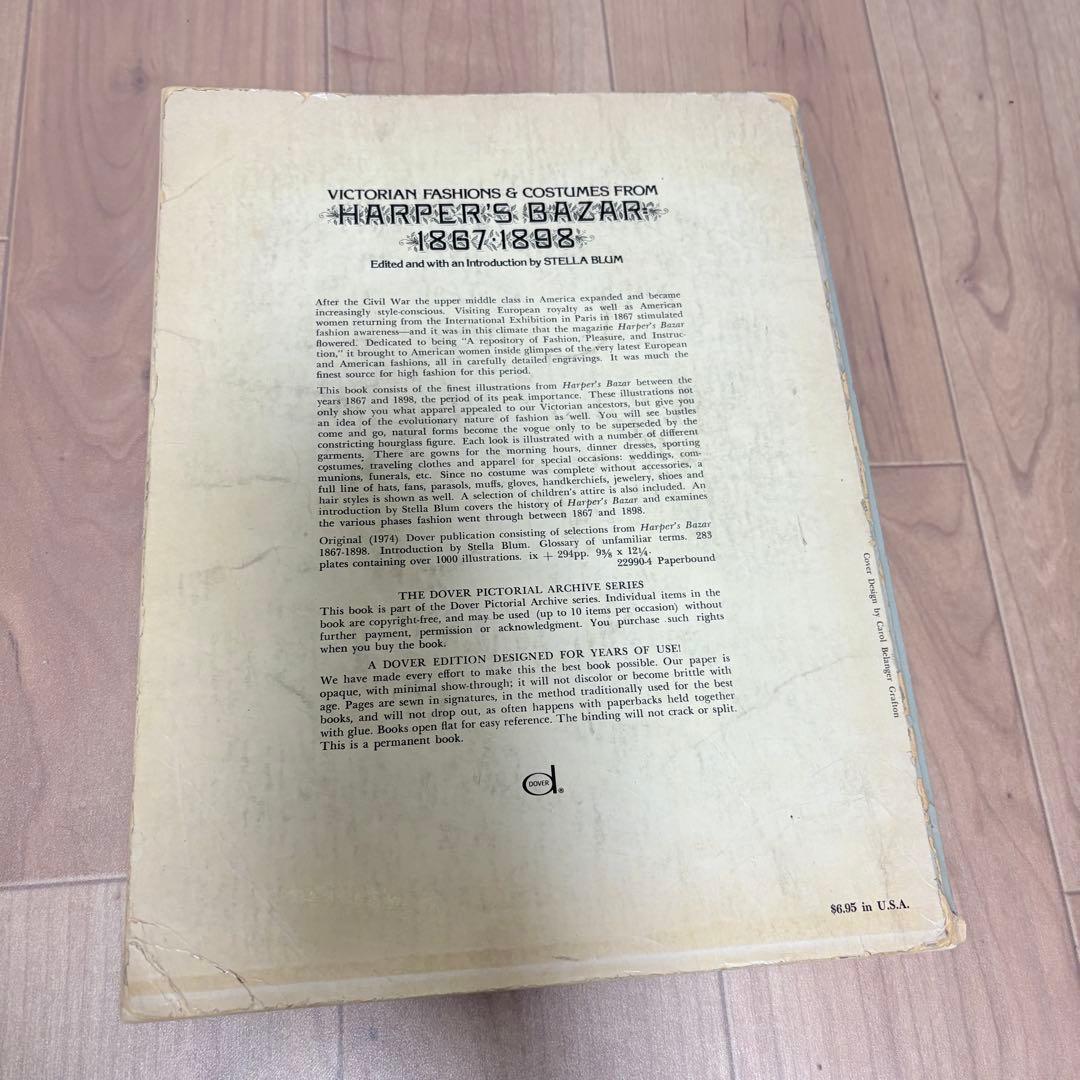 VICTORIAN FASHIONS & COSTUMES FROM
HARPER'S BAZAR:
1867·1898
Edited and with an Introduction by STELLA BLUM
After the Civil War the upper middle class in America expanded and became
increasingly style-conscious. Visiting European royalty as well as American
women returning from the International Exhibition in Paris in 1867 stimulated
fashion awareness—and it was in this climate that the magazine Harper's Bazar
flowered. Dedicated to being "A repository of Fashion, Pleasure, and Instruc-
tion," it brought to American women inside glimpses of the very latest European
and American fashions, all in carefully detailed engravings. It was much the
finest source for high fashion for this period.
This book consists of the finest illustrations from Harper's Bazar between the
years 1867 and 1898, the period of its peak importance. These illustrations not
only show you what apparel appealed to our Victorian ancestors, but give you
an idea of the evolutionary nature of fashion as well. You will see bustles
come and go, natural forms become the vogue only to be superseded by the
constricting hourglass figure. Each look is illustrated with a number of different
garments. There are gowns for the morning hours, dinner dresses, sporting
costumes, traveling clothes and apparel for special occasions: weddings, com-
munions, funerals, etc. Since no costume was complete without accessories, a
full line of hats, fans, parasols, muffs, gloves, handkerchiefs, jewelery, shoes and
hair styles is shown as well. A selection of children's attire is also included. An
introduction by Stella Blum covers the history of Harper's Bazar and examines
the various phases fashion went through between 1867 and 1898.
Original (1974) Dover publication consisting of selections from Harper's Bazar
1867-1898. Introduction by Stella Blum. Glossary of unfamiliar terms. 283
plates containing over 1000 illustrations. ix + 294pp. 9⅜ x 12¼.
22990-4 Paperbound
THE DOVER PICTORIAL ARCHIVE SERIES
This book is part of the Dover Pictorial Archive series. Individual items in the
book are copyright-free, and may be used (up to 10 items per occasion) without
further payment, permission or acknowledgment. You purchase such rights
when you buy the book.
A DOVER EDITION DESIGNED FOR YEARS OF USE!
We have made every effort to make this the best book possible. Our paper is
opaque, with minimal show-through; it will not discolor or become brittle with
age. Pages are sewn in signatures, in the method traditionally used for the best
books, and will not drop out, as often happens with paperbacks held together
with glue. Books open flat for easy reference. The binding will not crack or split.
This is a permanent book.
DOVER ®
$6.95 in U.S.A.
Cover Design by Carol Belanger Grafton